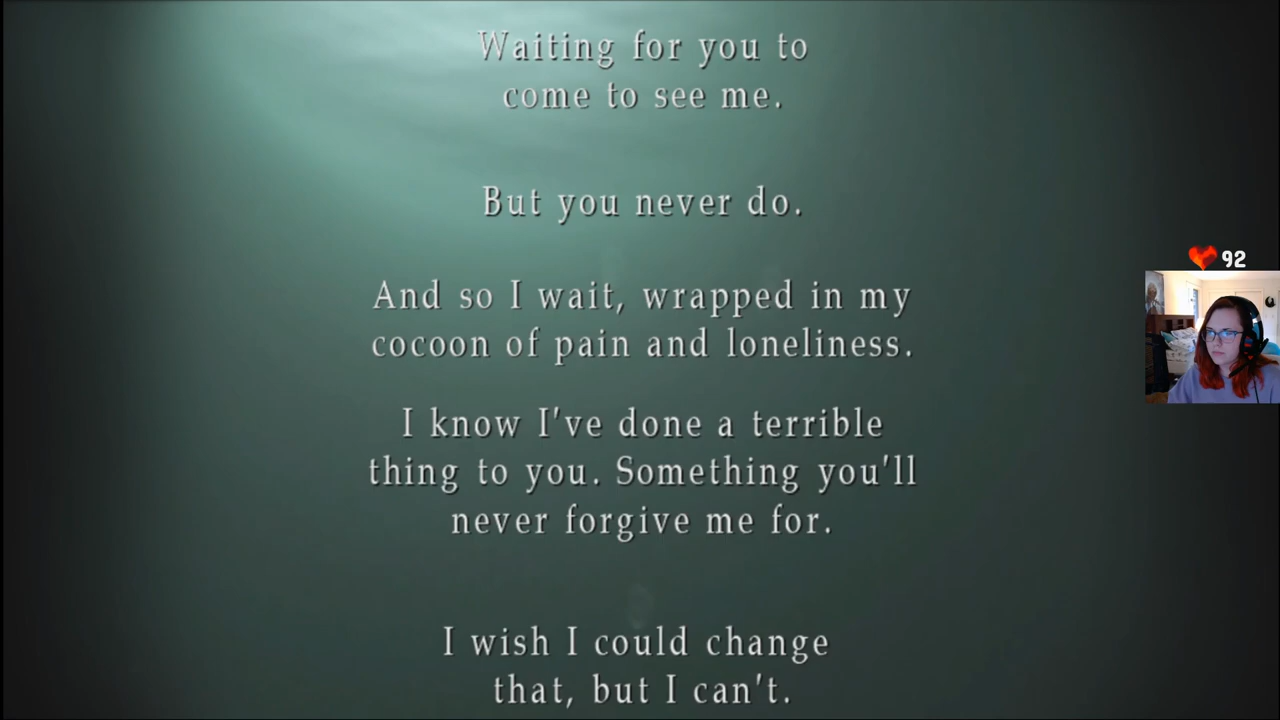 Waiting for you to
come to see me.
But you never do.
And so I wait, wrapped in my
cocoon of pain and loneliness.
I know I've done a terrible
thing to you. Something you'll
never forgive me for.
I wish I could change
that, but I can't.
92